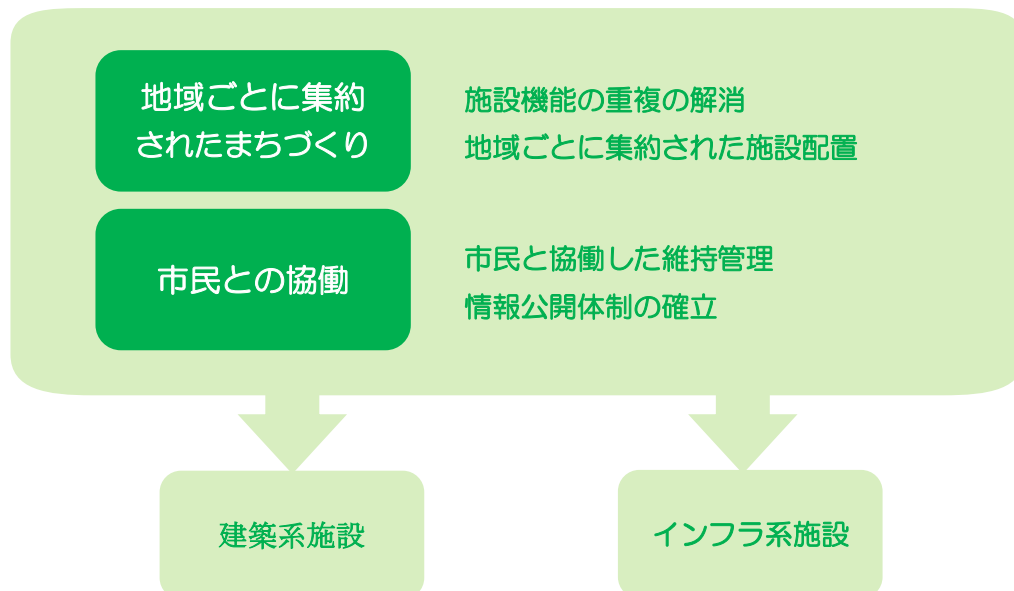 地域ごとに集約
されたまちづくり
施設機能の重複の解消
地域ごとに集約された施設配置
市民との協働
市民と協働した維持管理
情報公開体制の確立
建築系施設
インフラ系施設